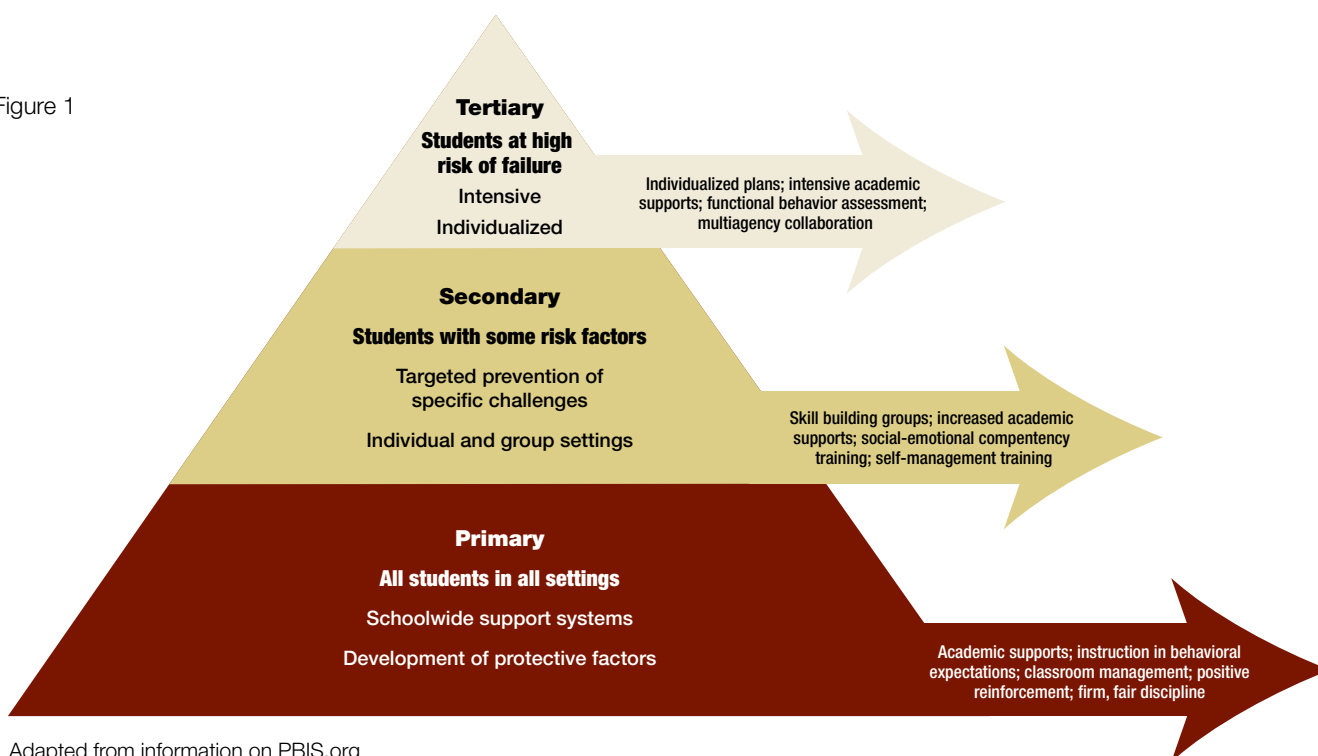 Figure 1
Tertiary
Students at high
risk of failure
Intensive
Individualized
Individualized plans; intensive academic
supports; functional behavior assessment;
multiagency collaboration
Secondary
Students with some risk factors
Targeted prevention of
specific challenges
Individual and group settings
Skill building groups; increased academic
supports; social-emotional compentency
training; self-management training
Primary
All students in all settings
Schoolwide support systems
Development of protective factors
Academic supports; instruction in behavioral
expectations; classroom management; positive
reinforcement; firm, fair discipline
Adapted from information on PBIS.org